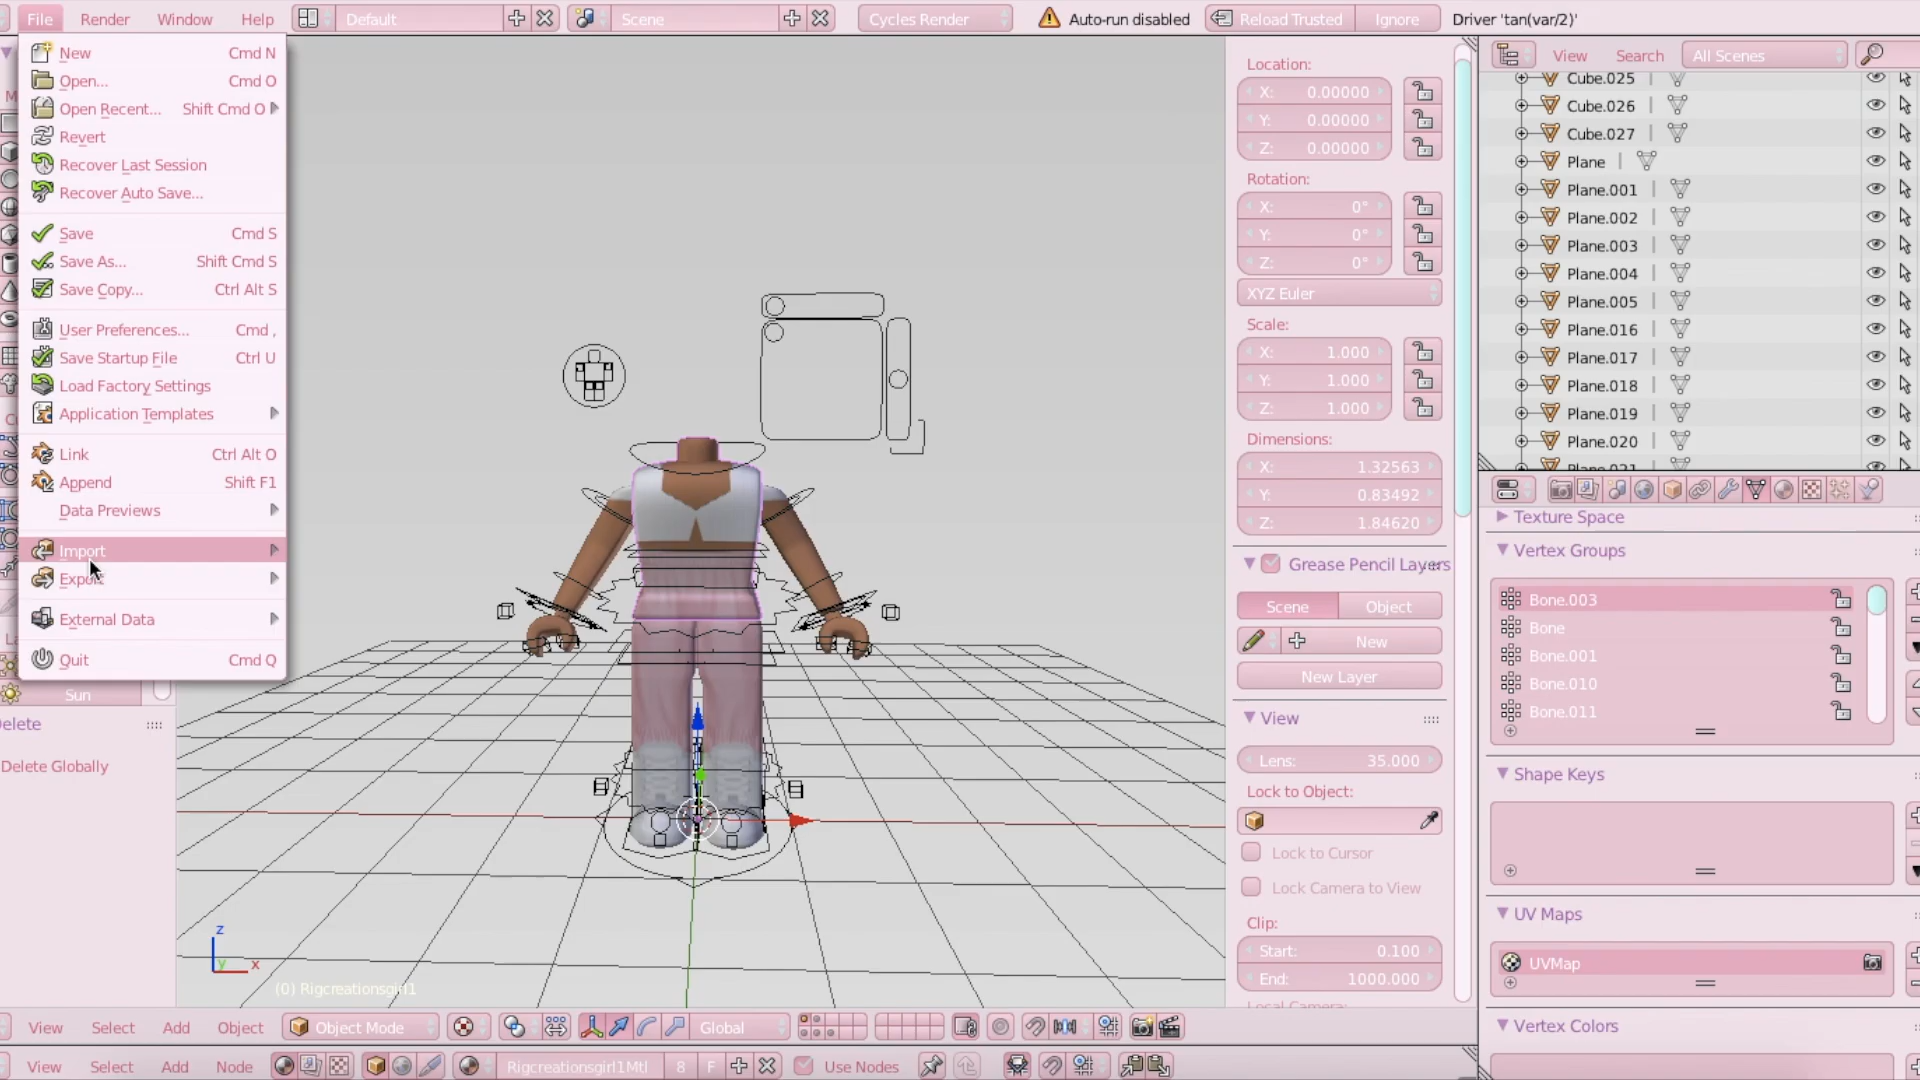 File Render Window Help Default Scene Cycles Render Auto-run disabled Reload Trusted Ignore Driver 'tan(var/2)'
New Cmd N
Open... Cmd O
Open Recent... Shift Cmd O
Revert
Recover Last Session
Recover Auto Save...
Save Cmd S
Save As... Shift Cmd S
Save Copy... Ctrl Alt S
User Preferences... Cmd ,
Save Startup File Ctrl U
Load Factory Settings
Application Templates
Link Ctrl Alt O
Append Shift F1
Data Previews
Import
Export
External Data
Quit Cmd Q
Sun
elete
Delete Globally
z
y x
(0) Rigcreationsgirl1
Location:
X: 0.00000
Y: 0.00000
Z: 0.00000
Rotation:
X: 0°
Y: 0°
Z: 0°
XYZ Euler
Scale:
X: 1.000
Y: 1.000
Z: 1.000
Dimensions:
X: 1.32563
Y: 0.83492
Z: 1.84620
Grease Pencil Layers
Scene Object
New
New Layer
View
Lens: 35.000
Lock to Object:
Lock to Cursor
Lock Camera to View
Clip:
Start: 0.100
End: 1000.000
View Search All Scenes
Cube.025
Cube.026
Cube.027
Plane
Plane.001
Plane.002
Plane.003
Plane.004
Plane.005
Plane.016
Plane.017
Plane.018
Plane.019
Plane.020
Plane.021
Texture Space
Vertex Groups
Bone.003
Bone
Bone.001
Bone.010
Bone.011
Shape Keys
UV Maps
UVMap
Vertex Colors
View Select Add Object Object Mode Global
View Select Add Node Rigcreationsgirl1Mtl 8 F Use Nodes